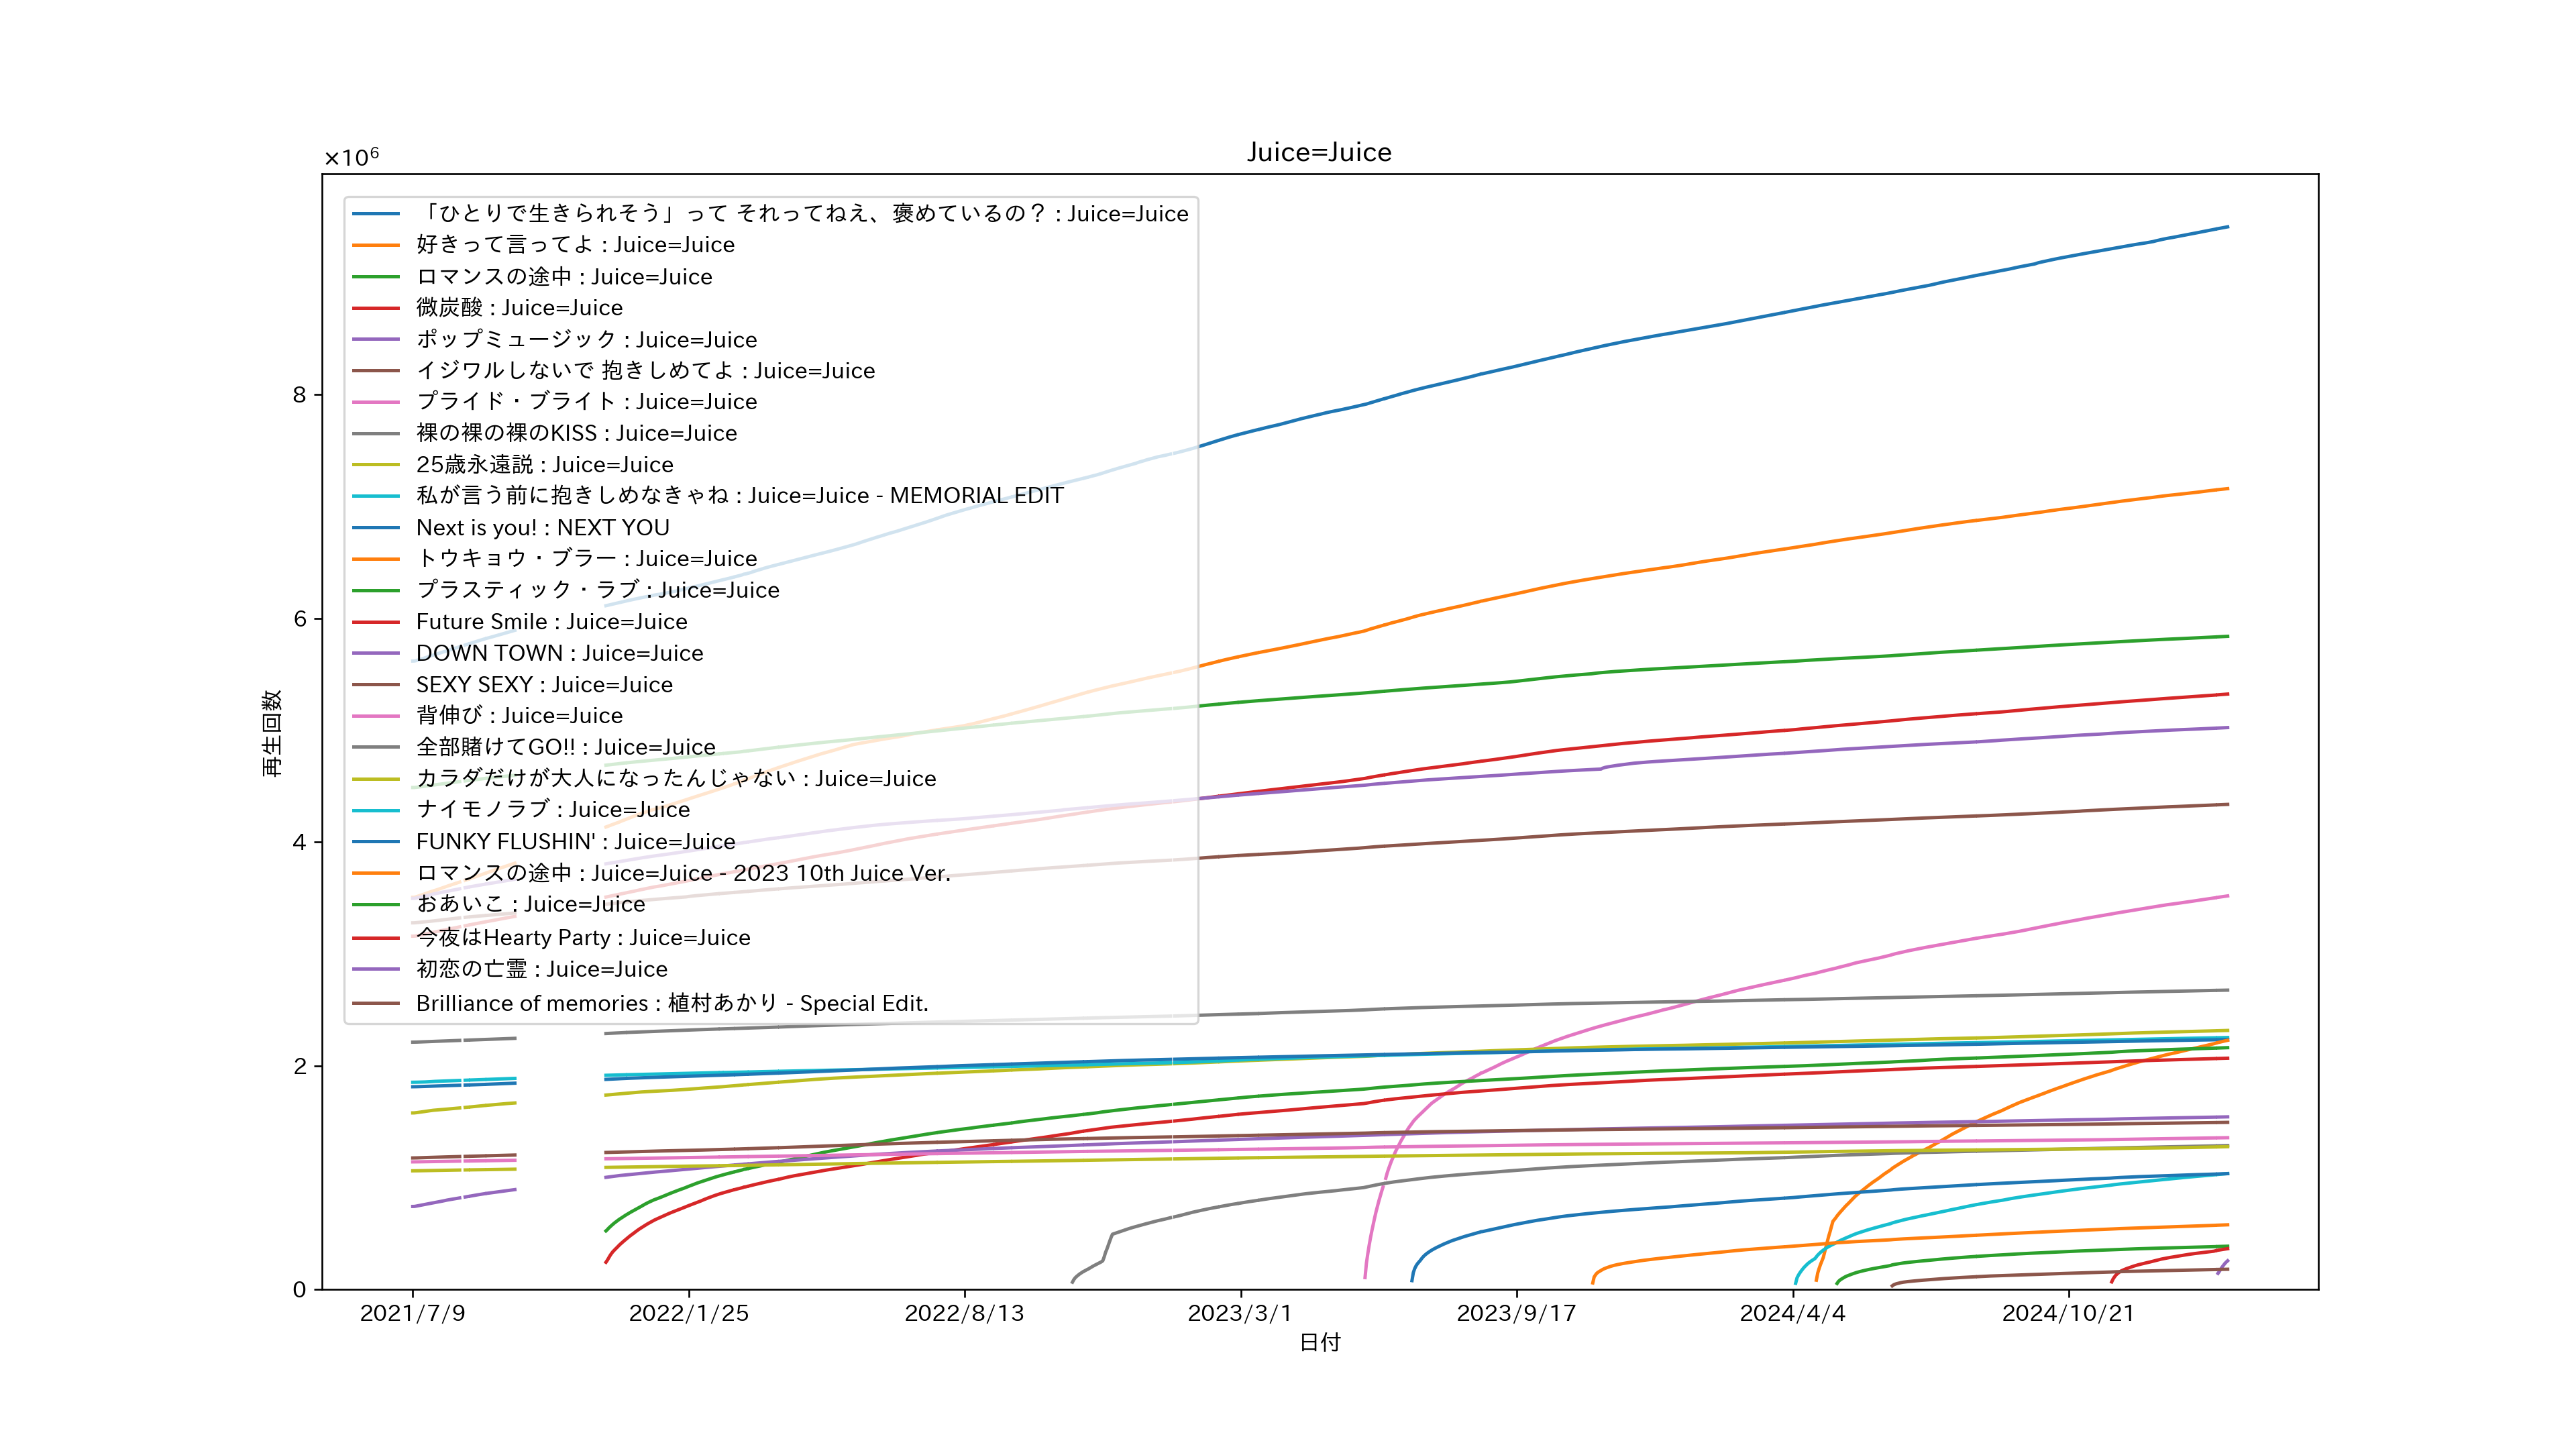 Juice=Juice
×10⁶
「ひとりで生きられそう」って それってねえ、褒めているの？ : Juice=Juice
好きって言ってよ : Juice=Juice
ロマンスの途中 : Juice=Juice
微炭酸 : Juice=Juice
ポップミュージック : Juice=Juice
イジワルしないで 抱きしめてよ : Juice=Juice
プライド・ブライト : Juice=Juice
裸の裸の裸のKISS : Juice=Juice
25歳永遠説 : Juice=Juice
私が言う前に抱きしめなきゃね : Juice=Juice - MEMORIAL EDIT
Next is you! : NEXT YOU
トウキョウ・ブラー : Juice=Juice
プラスティック・ラブ : Juice=Juice
Future Smile : Juice=Juice
DOWN TOWN : Juice=Juice
SEXY SEXY : Juice=Juice
背伸び : Juice=Juice
全部賭けてGO!! : Juice=Juice
カラダだけが大人になったんじゃない : Juice=Juice
ナイモノラブ : Juice=Juice
FUNKY FLUSHIN' : Juice=Juice
ロマンスの途中 : Juice=Juice - 2023 10th Juice Ver.
おあいこ : Juice=Juice
今夜はHearty Party : Juice=Juice
初恋の亡霊 : Juice=Juice
Brilliance of memories : 植村あかり - Special Edit.
8
6
4
2
0
再生回数
2021/7/9
2022/1/25
2022/8/13
2023/3/1
2023/9/17
2024/4/4
2024/10/21
日付